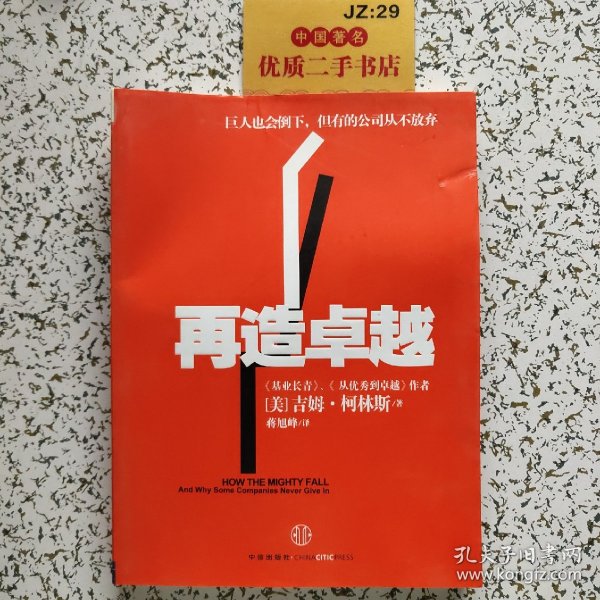 JZ:29
中国著名
优质二手书店
巨人也会倒下，但有的公司从不放弃
再造卓越
《基业长青》、《从优秀到卓越》作者
[美]吉姆·柯林斯/著
蒋旭峰/译
HOW THE MIGHTY FALL
And Why Some Companies Never Give In
中信出版社·CHINACITICPRESS
孔夫子旧书网
www.kongfz.com